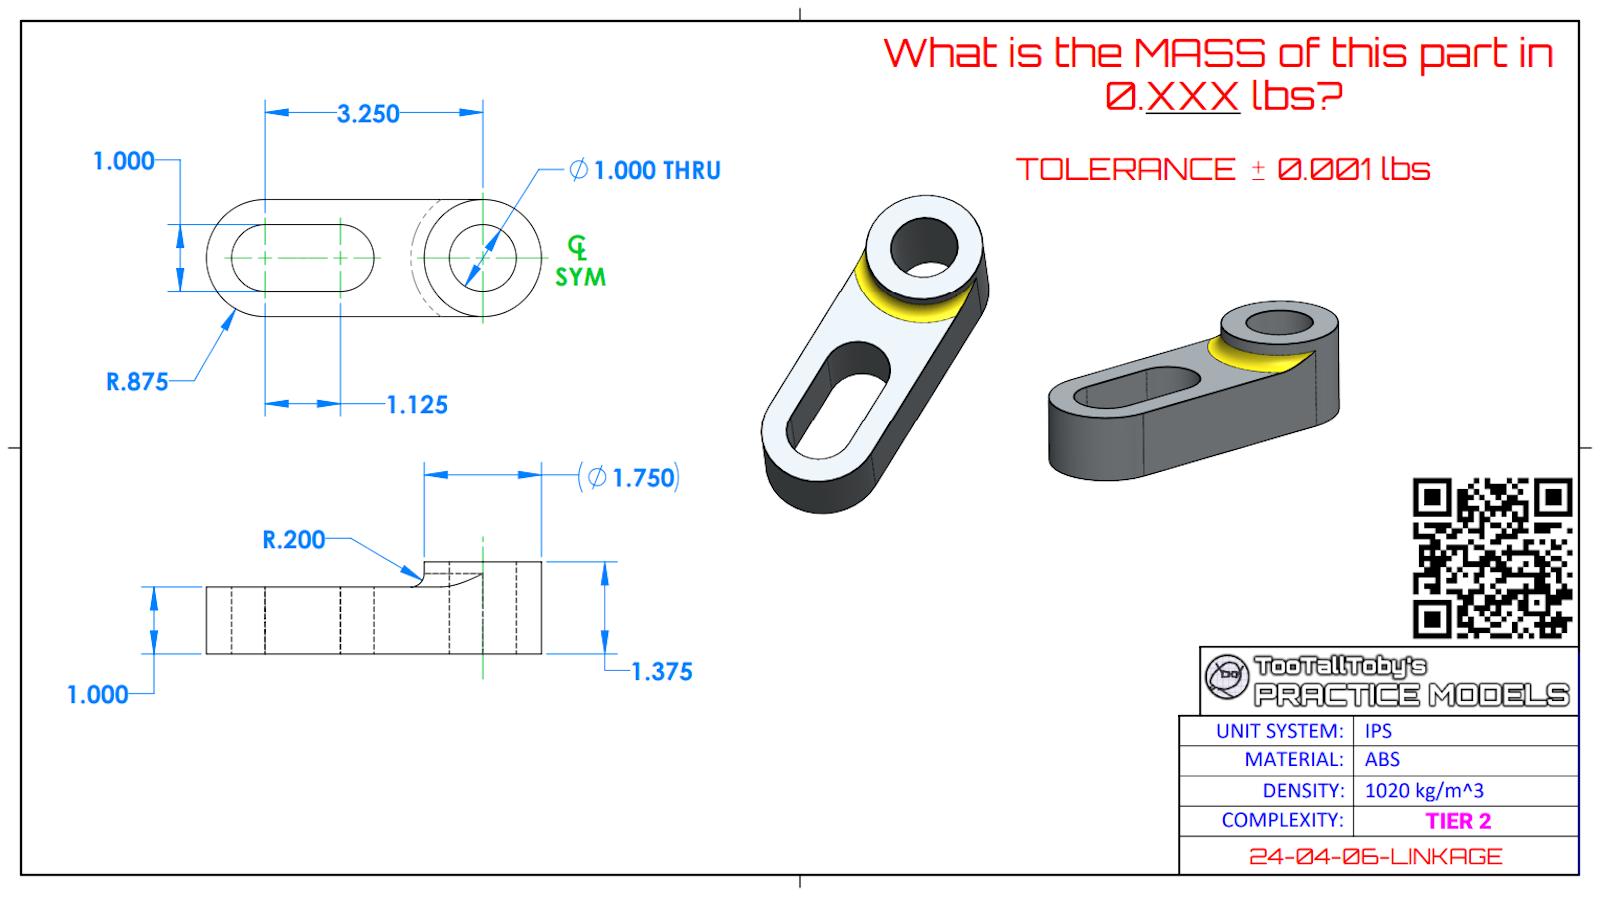 What is the MASS of this part in
0.XXX lbs?
TOLERANCE ± 0.001 lbs
3.250
1.000
∅ 1.000 THRU
℄
SYM
R.875
1.125
(∅ 1.750)
R.200
1.000
1.375
TooTallToby's
PRACTICE MODELS
UNIT SYSTEM: IPS
MATERIAL: ABS
DENSITY: 1020 kg/m^3
COMPLEXITY: TIER 2
24-04-06-LINKAGE